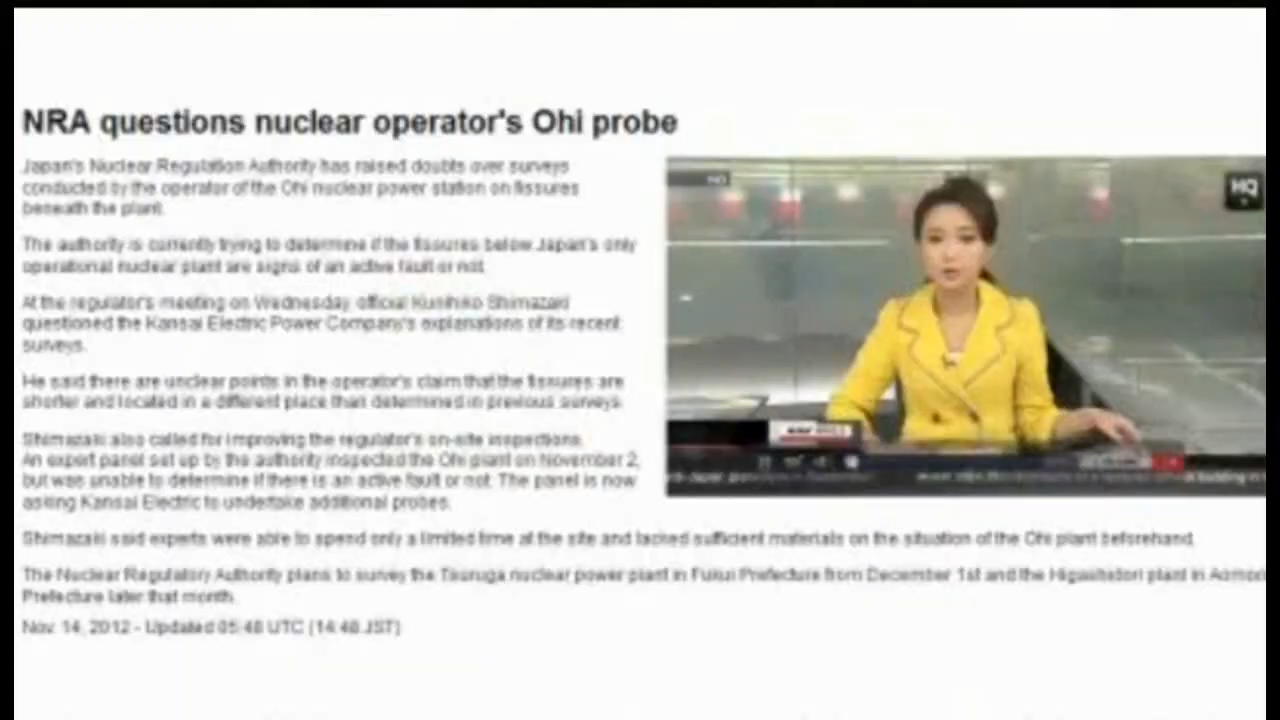 NRA questions nuclear operator's Ohi probe
Japan's Nuclear Regulation Authority has raised doubts over surveys
conducted by the operator of the Ohi nuclear power station on fissures
beneath the plant.
The authority is currently trying to determine if the fissures below Japan's only
operational nuclear plant are signs of an active fault or not.
At the regulator's meeting on Wednesday, official Kunihiko Shimazaki
questioned the Kansai Electric Power Company's explanations of its recent
surveys.
He said there are unclear points in the operator's claim that the fissures are
shorter and located in a different place than determined in previous surveys.
Shimazaki also called for improving the regulator's on-site inspections.
An expert panel set up by the authority inspected the Ohi plant on November 2,
but was unable to determine if there is an active fault or not. The panel is now
asking Kansai Electric to undertake additional probes.
Shimazaki said experts were able to spend only a limited time at the site and lacked sufficient materials on the situation of the Ohi plant beforehand.
The Nuclear Regulatory Authority plans to survey the Tsuruga nuclear power plant in Fukui Prefecture from December 1st and the Higashidori plant in Aomori
Prefecture later that month.
Nov. 14, 2012 - Updated 05:48 UTC (14:48 JST)
HQ